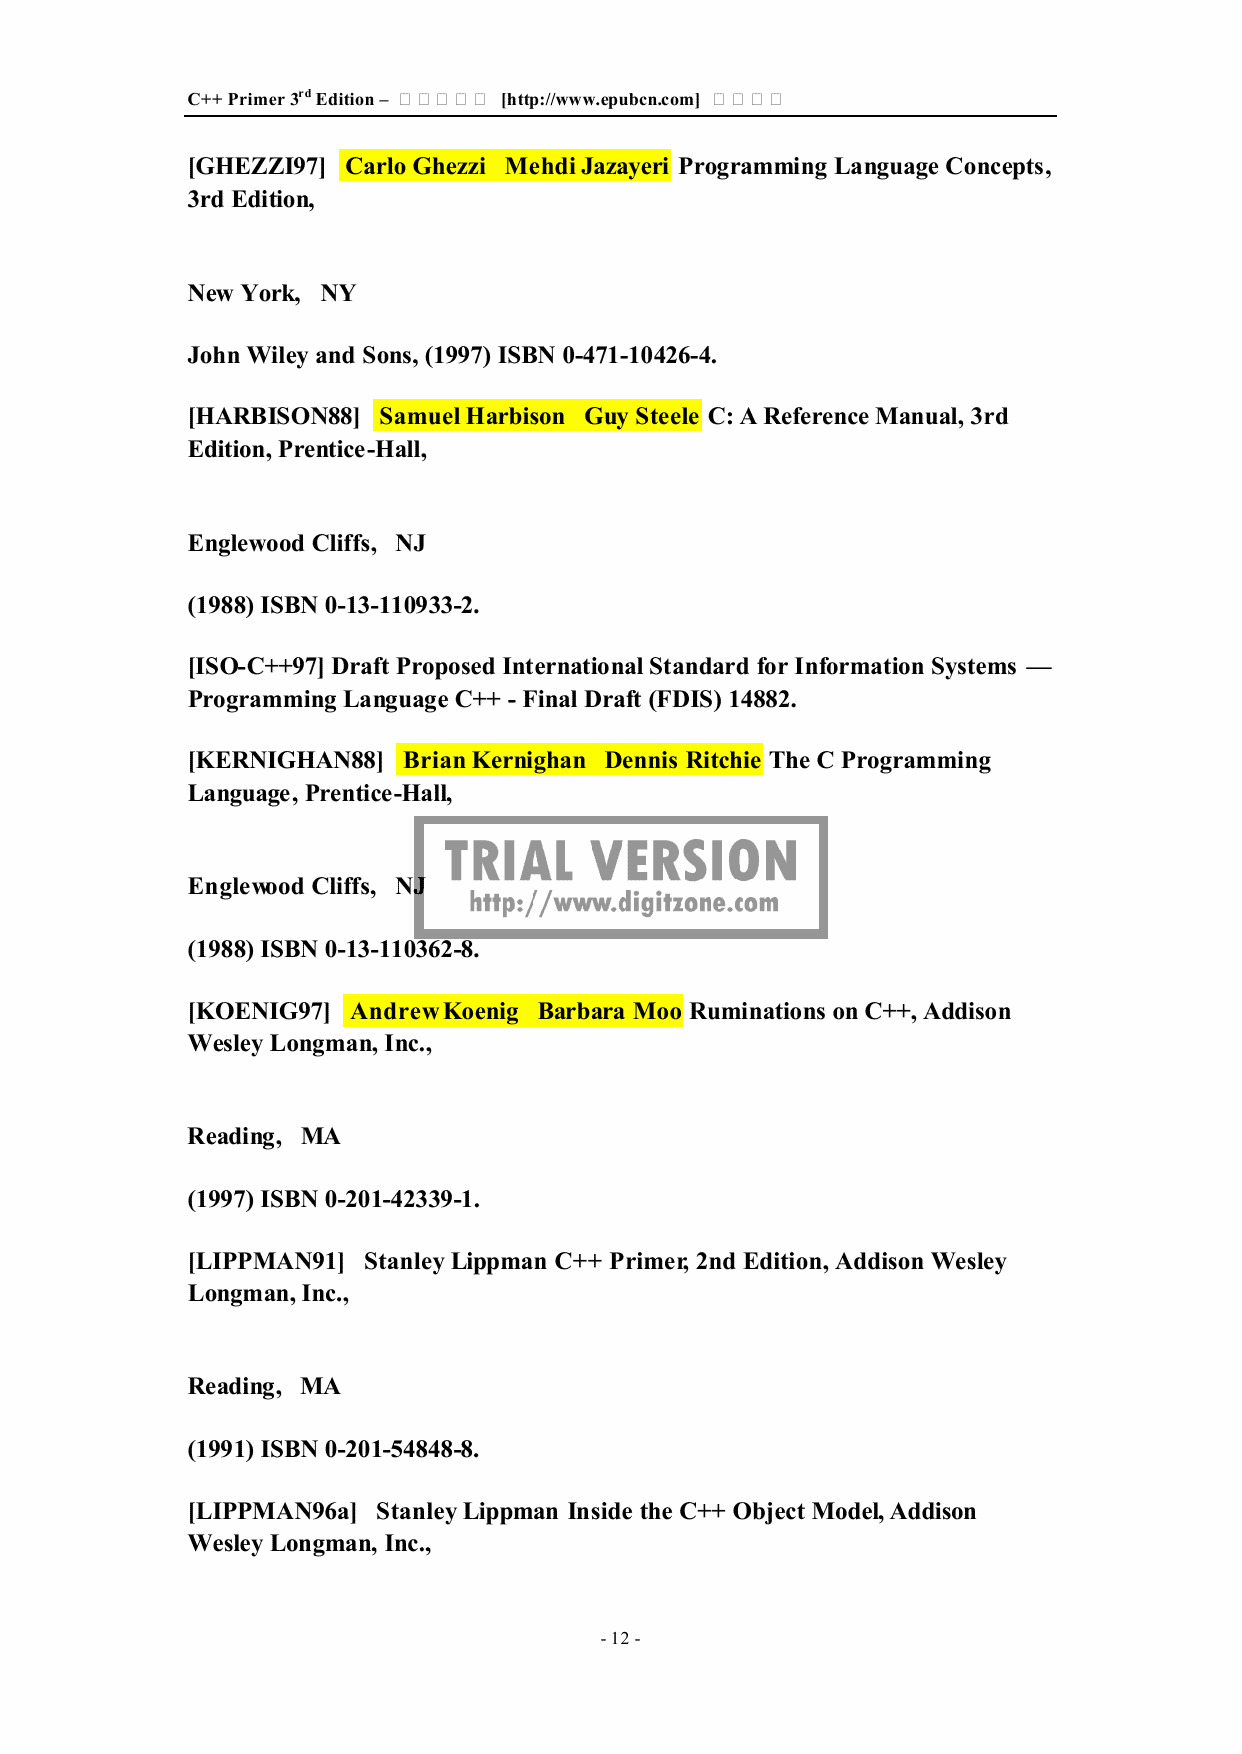 C++ Primer 3rd Edition – □ □ □ □ □ [http://www.epubcn.com] □ □ □ □
[GHEZZI97] Carlo Ghezzi Mehdi Jazayeri Programming Language Concepts,
3rd Edition,
New York, NY
John Wiley and Sons, (1997) ISBN 0-471-10426-4.
[HARBISON88] Samuel Harbison Guy Steele C: A Reference Manual, 3rd
Edition, Prentice-Hall,
Englewood Cliffs, NJ
(1988) ISBN 0-13-110933-2.
[ISO-C++97] Draft Proposed International Standard for Information Systems —
Programming Language C++ - Final Draft (FDIS) 14882.
[KERNIGHAN88] Brian Kernighan Dennis Ritchie The C Programming
Language, Prentice-Hall,
TRIAL VERSION
Englewood Cliffs, NJ
http://www.digitzone.com
(1988) ISBN 0-13-110362-8.
[KOENIG97] Andrew Koenig Barbara Moo Ruminations on C++, Addison
Wesley Longman, Inc.,
Reading, MA
(1997) ISBN 0-201-42339-1.
[LIPPMAN91] Stanley Lippman C++ Primer, 2nd Edition, Addison Wesley
Longman, Inc.,
Reading, MA
(1991) ISBN 0-201-54848-8.
[LIPPMAN96a] Stanley Lippman Inside the C++ Object Model, Addison
Wesley Longman, Inc.,
- 12 -